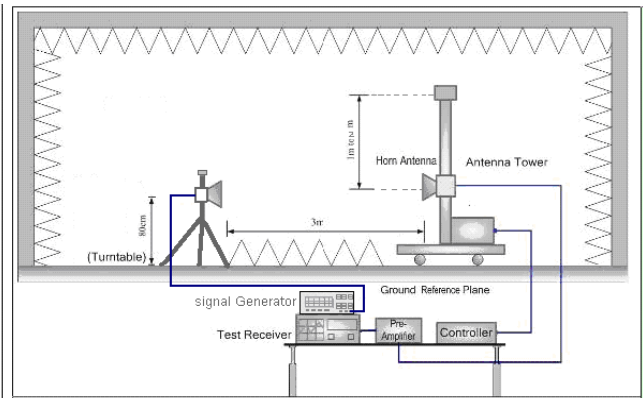 1m to 4 m
Horn Antenna
Antenna Tower
80cm
3m
(Turntable)
Ground Reference Plane
signal Generator
Test Receiver
Pre-
Amplifier
Controller